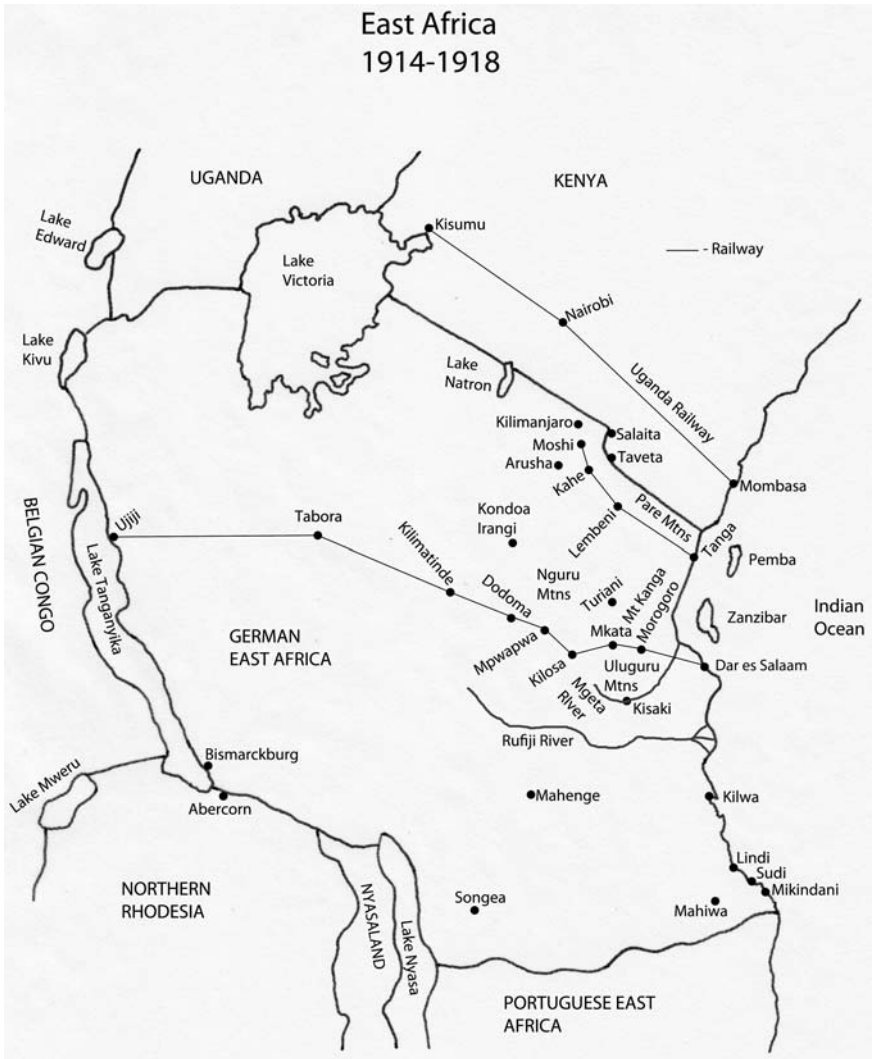 East Africa
1914-1918
UGANDA
KENYA
Lake
Edward
Kisumu
Lake
Victoria
- Railway
Nairobi
Lake
Kivu
Lake
Natron
Uganda Railway
Kilimanjaro
Salaita
Moshi
Taveta
Arusha
Kahe
Mombasa
BELGIAN CONGO
Ujiji
Tabora
Kondoa
Irangi
Lembeni
Pare Mtns
Tanga
Pemba
Lake Tanganyika
Kilimatinde
Dodoma
Nguru
Mtns
Turiani
Mt Kanga
Morogoro
Zanzibar
Indian
Ocean
GERMAN
EAST AFRICA
Mpwapwa
Kilosa
Mkata
Uluguru
Mtns
Dar es Salaam
Mgeta
River
Kisaki
Rufiji River
Bismarckburg
Lake Mweru
Abercorn
Mahenge
Kilwa
Lindi
Sudi
Mikindani
NORTHERN
RHODESIA
NYASALAND
Lake Nyasa
Songea
Mahiwa
PORTUGUESE EAST
AFRICA